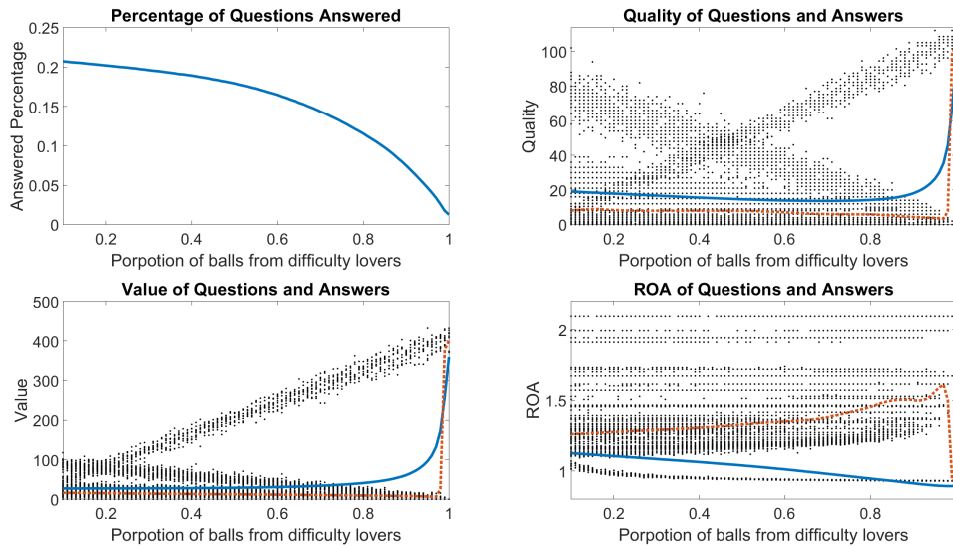 Percentage of Questions Answered
0.25
0.2
0.15
0.1
0.05
0
Answered Percentage
0.2 0.4 0.6 0.8 1
Porpotion of balls from difficulty lovers
Quality of Questions and Answers
100
80
60
40
20
0
Quality
0.2 0.4 0.6 0.8
Porpotion of balls from difficulty lovers
Value of Questions and Answers
500
400
300
200
100
0
Value
0.2 0.4 0.6 0.8 1
Porpotion of balls from difficulty lovers
ROA of Questions and Answers
2
1.5
1
ROA
0.2 0.4 0.6 0.8
Porpotion of balls from difficulty lovers